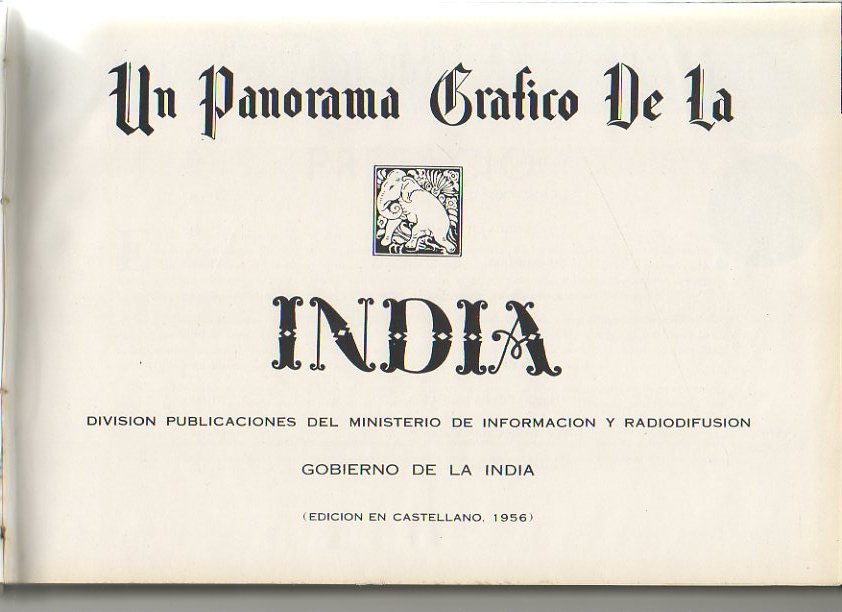 Un Panorama Grafico De La
INDIA
DIVISION PUBLICACIONES DEL MINISTERIO DE INFORMACION Y RADIODIFUSION
GOBIERNO DE LA INDIA
(EDICION EN CASTELLANO, 1956)